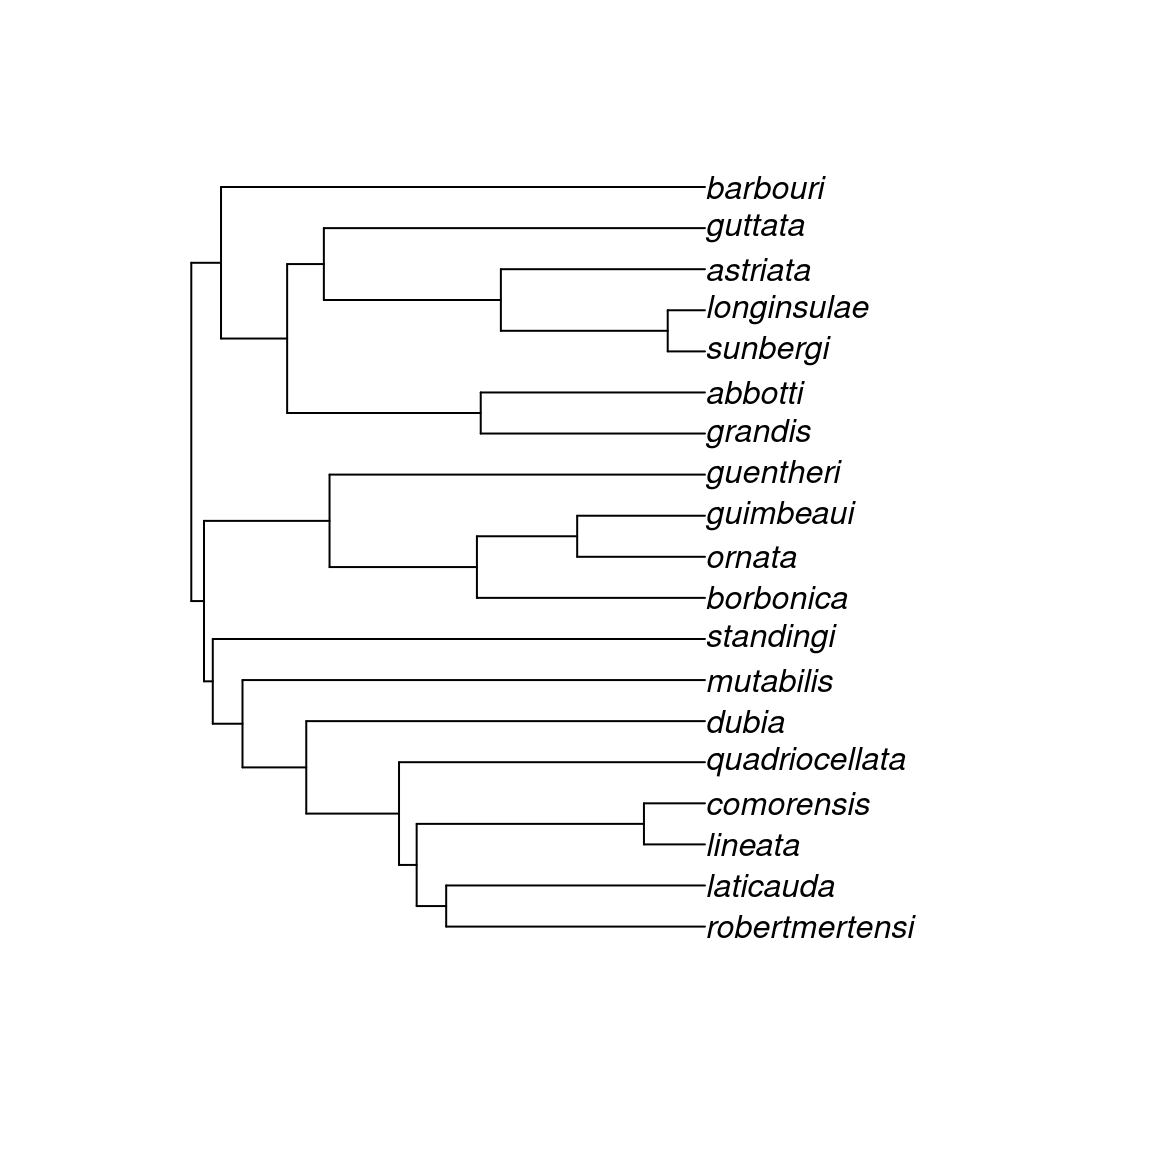 barbouri
guttata
astriata
longinsulae
sunbergi
abbotti
grandis
guentheri
guimbeaui
ornata
borbonica
standingi
mutabilis
dubia
quadriocellata
comorensis
lineata
laticauda
robertmertensi